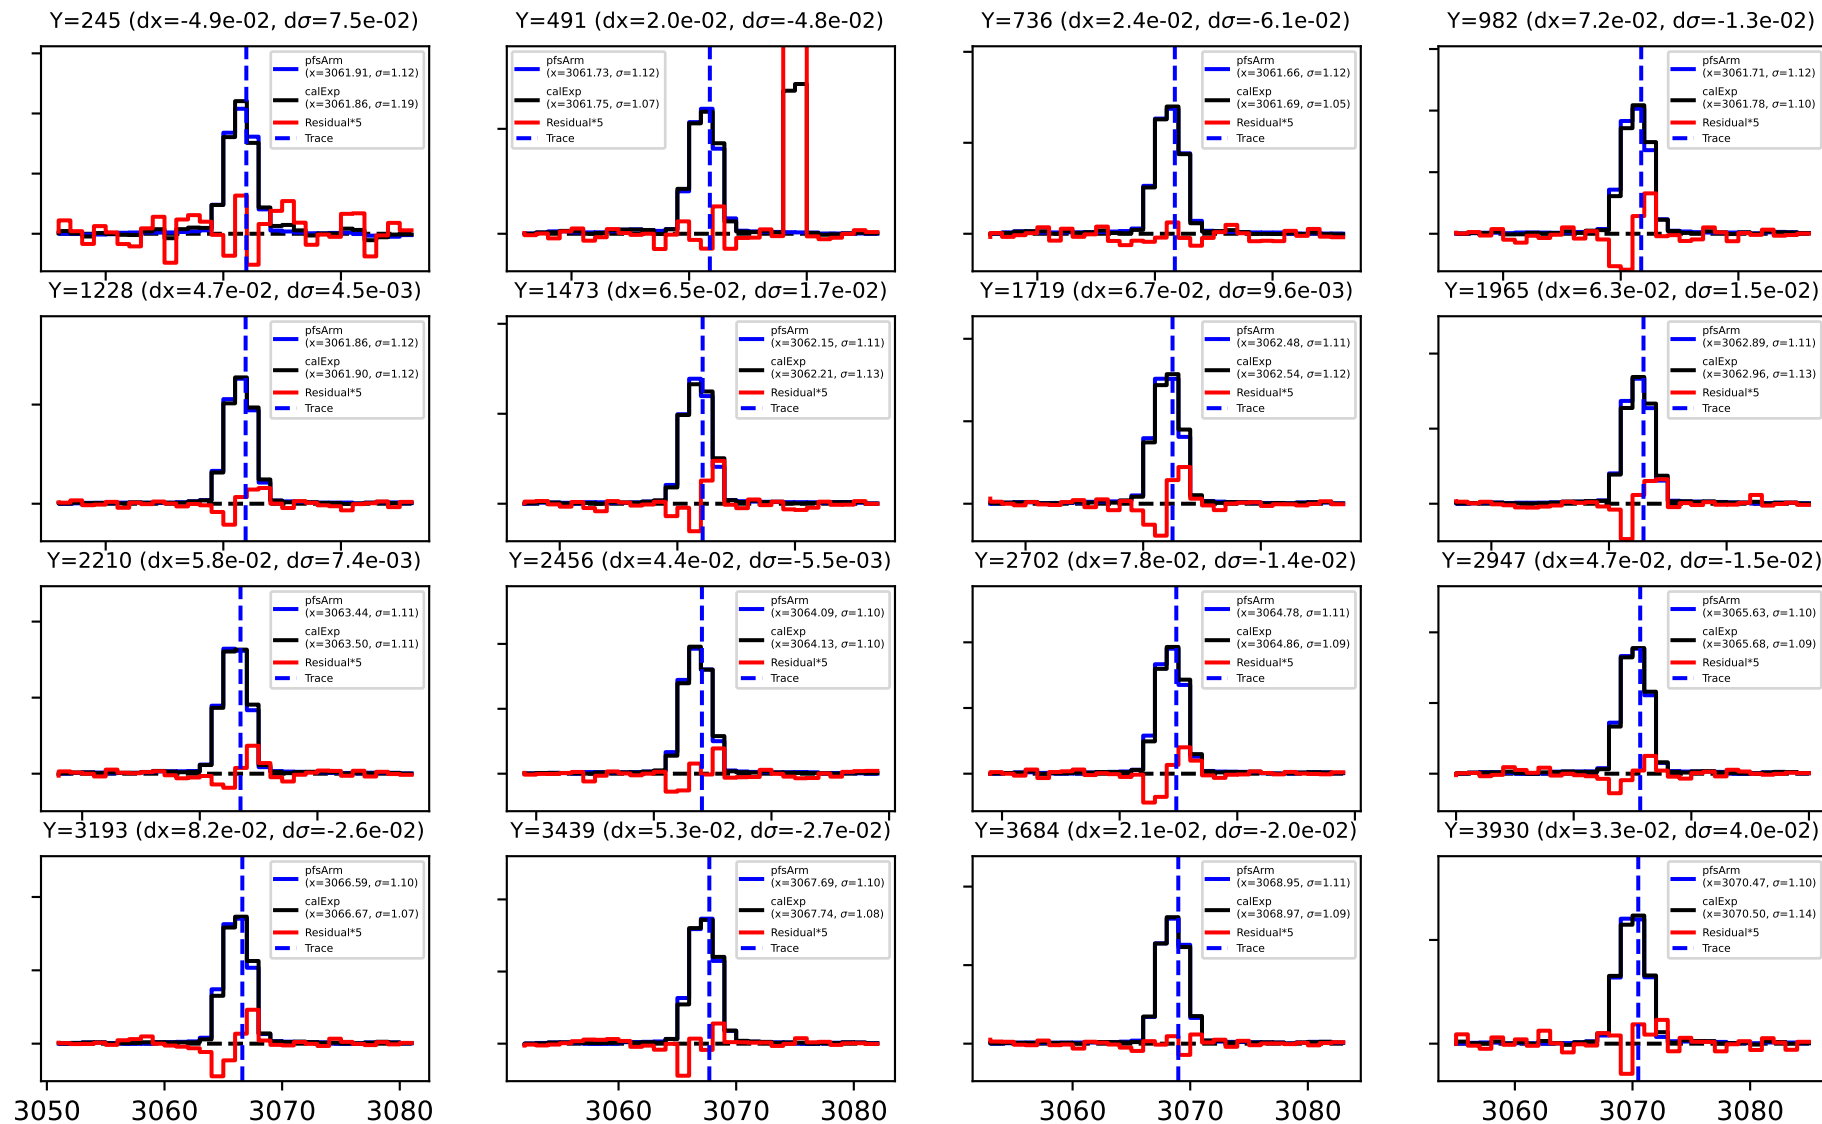 Y=245 (dx=-4.9e-02, dσ=7.5e-02)
pfsArm
(x=3061.91, σ=1.12)
calExp
(x=3061.86, σ=1.19)
Residual*5
Trace
Y=491 (dx=2.0e-02, dσ=-4.8e-02)
pfsArm
(x=3061.73, σ=1.12)
calExp
(x=3061.75, σ=1.07)
Residual*5
Trace
Y=736 (dx=2.4e-02, dσ=-6.1e-02)
pfsArm
(x=3061.66, σ=1.12)
calExp
(x=3061.69, σ=1.05)
Residual*5
Trace
Y=982 (dx=7.2e-02, dσ=-1.3e-02)
pfsArm
(x=3061.71, σ=1.12)
calExp
(x=3061.78, σ=1.10)
Residual*5
Trace
Y=1228 (dx=4.7e-02, dσ=4.5e-03)
pfsArm
(x=3061.86, σ=1.12)
calExp
(x=3061.90, σ=1.12)
Residual*5
Trace
Y=1473 (dx=6.5e-02, dσ=1.7e-02)
pfsArm
(x=3062.15, σ=1.11)
calExp
(x=3062.21, σ=1.13)
Residual*5
Trace
Y=1719 (dx=6.7e-02, dσ=9.6e-03)
pfsArm
(x=3062.48, σ=1.11)
calExp
(x=3062.54, σ=1.12)
Residual*5
Trace
Y=1965 (dx=6.3e-02, dσ=1.5e-02)
pfsArm
(x=3062.89, σ=1.11)
calExp
(x=3062.96, σ=1.13)
Residual*5
Trace
Y=2210 (dx=5.8e-02, dσ=7.4e-03)
pfsArm
(x=3063.44, σ=1.11)
calExp
(x=3063.50, σ=1.11)
Residual*5
Trace
Y=2456 (dx=4.4e-02, dσ=-5.5e-03)
pfsArm
(x=3064.09, σ=1.10)
calExp
(x=3064.13, σ=1.10)
Residual*5
Trace
Y=2702 (dx=7.8e-02, dσ=-1.4e-02)
pfsArm
(x=3064.78, σ=1.11)
calExp
(x=3064.86, σ=1.09)
Residual*5
Trace
Y=2947 (dx=4.7e-02, dσ=-1.5e-02)
pfsArm
(x=3065.63, σ=1.10)
calExp
(x=3065.68, σ=1.09)
Residual*5
Trace
Y=3193 (dx=8.2e-02, dσ=-2.6e-02)
pfsArm
(x=3066.59, σ=1.10)
calExp
(x=3066.67, σ=1.07)
Residual*5
Trace
Y=3439 (dx=5.3e-02, dσ=-2.7e-02)
pfsArm
(x=3067.69, σ=1.10)
calExp
(x=3067.74, σ=1.08)
Residual*5
Trace
Y=3684 (dx=2.1e-02, dσ=-2.0e-02)
pfsArm
(x=3068.95, σ=1.11)
calExp
(x=3068.97, σ=1.09)
Residual*5
Trace
Y=3930 (dx=3.3e-02, dσ=4.0e-02)
pfsArm
(x=3070.47, σ=1.10)
calExp
(x=3070.50, σ=1.14)
Residual*5
Trace
3050 3060 3070 3080
3060 3070 3080
3060 3070 3080
3060 3070 3080